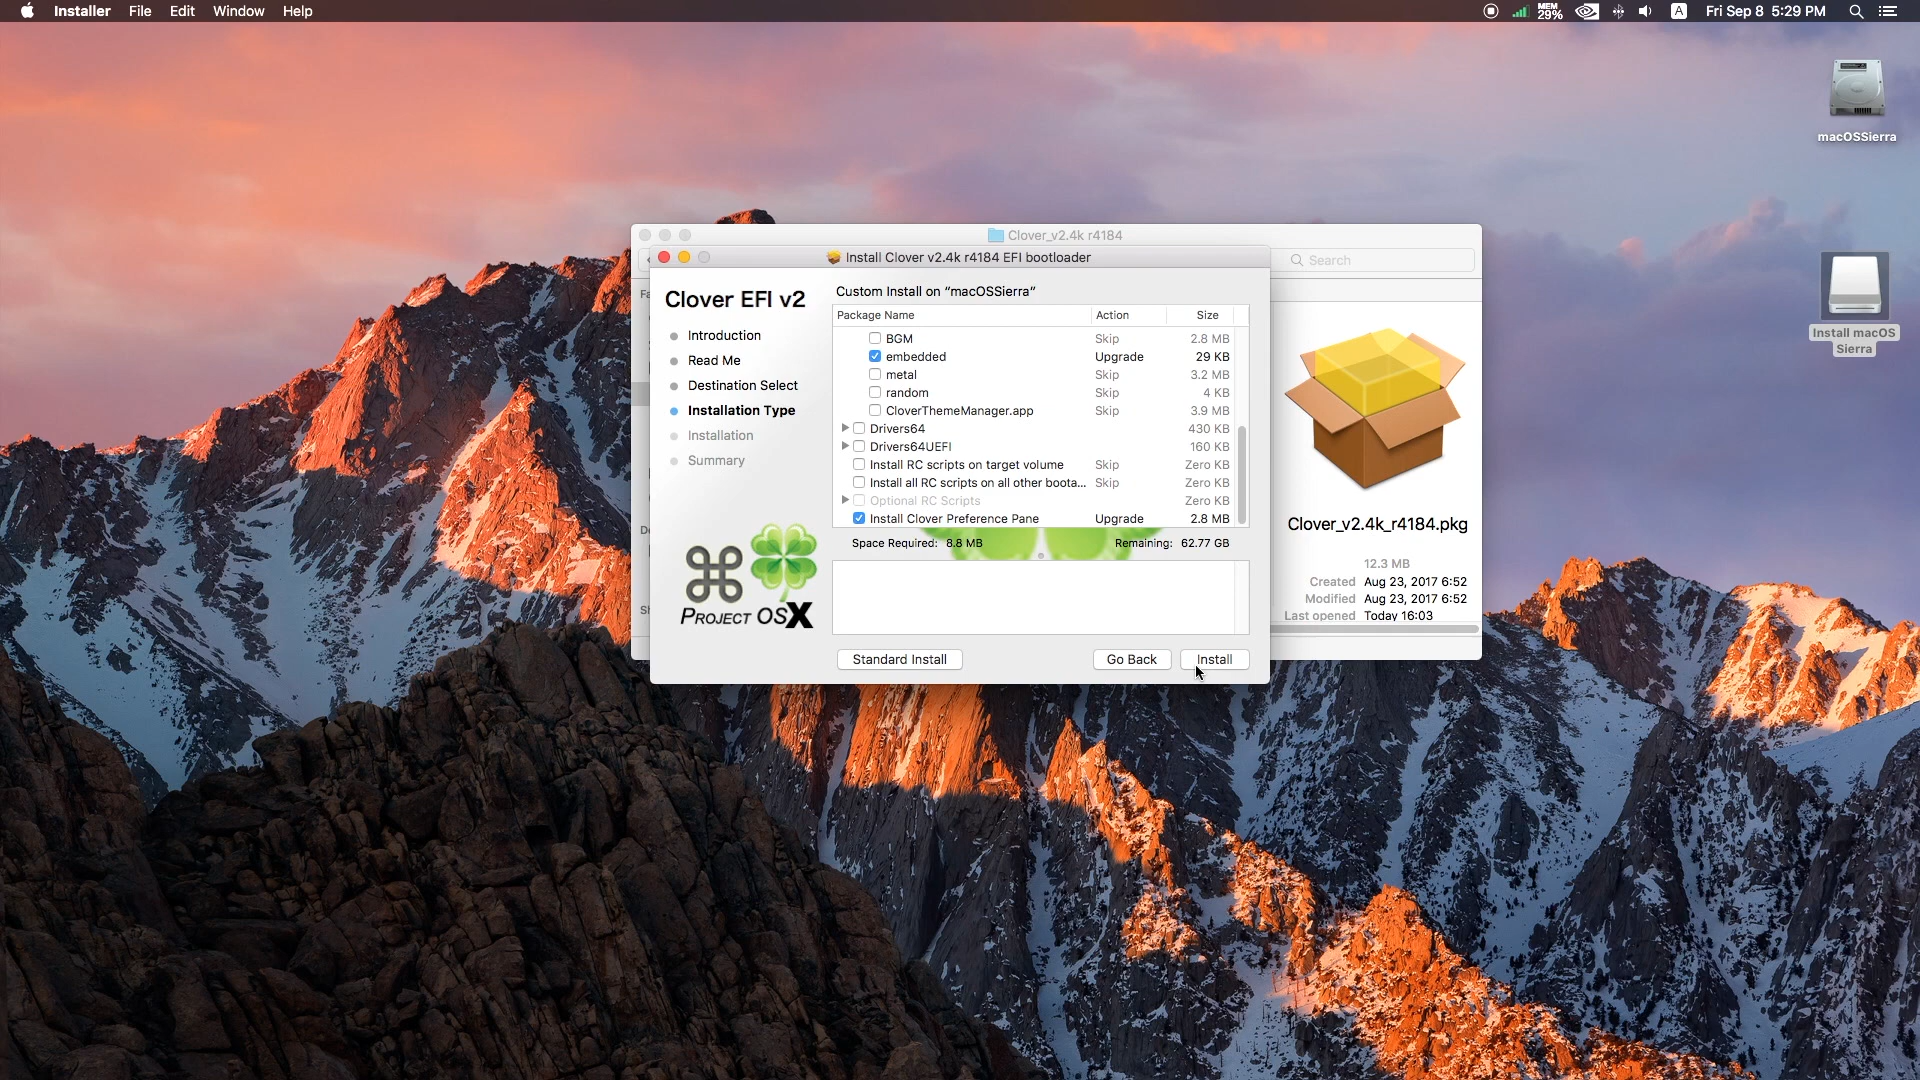 Installer File Edit Window Help
MEM
29%
A
Fri Sep 8 5:29 PM
macOSSierra
Install macOS
Sierra
Clover_v2.4k r4184
Search
Install Clover v2.4k r4184 EFI bootloader
Clover EFI v2
Introduction
Read Me
Destination Select
Installation Type
Installation
Summary
PROJECT OSX
Custom Install on “macOSSierra”
Package Name Action Size
BGM Skip 2.8 MB
embedded Upgrade 29 KB
metal Skip 3.2 MB
random Skip 4 KB
CloverThemeManager.app Skip 3.9 MB
Drivers64 430 KB
Drivers64UEFI 160 KB
Install RC scripts on target volume Skip Zero KB
Install all RC scripts on all other boota... Skip Zero KB
Optional RC Scripts Zero KB
Install Clover Preference Pane Upgrade 2.8 MB
Space Required: 8.8 MB Remaining: 62.77 GB
Standard Install
Go Back
Install
Clover_v2.4k_r4184.pkg
12.3 MB
Created Aug 23, 2017 6:52
Modified Aug 23, 2017 6:52
Last opened Today 16:03